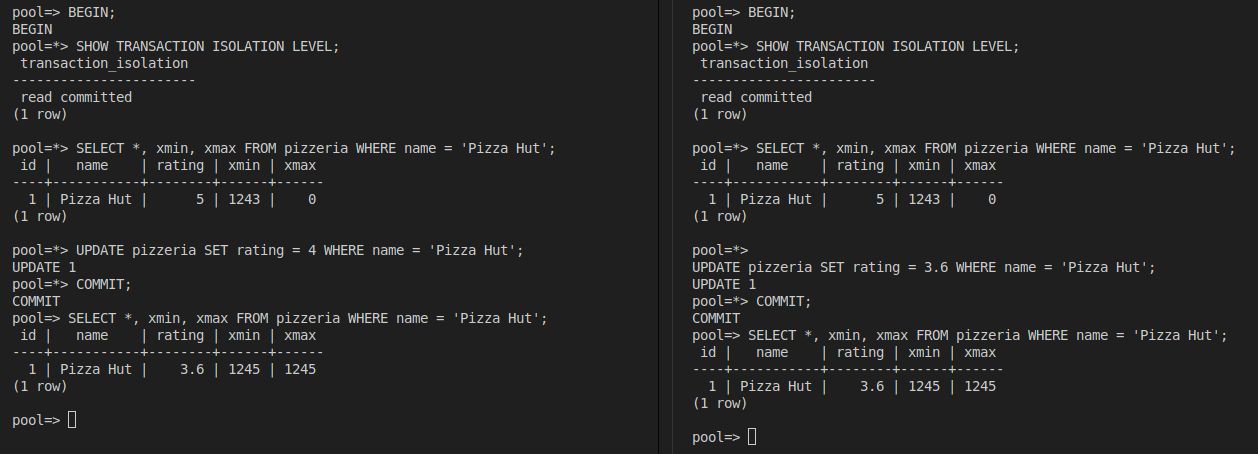 pool=> BEGIN;
BEGIN
pool=*> SHOW TRANSACTION ISOLATION LEVEL;
 transaction_isolation
-----------------------
 read committed
(1 row)

pool=*> SELECT *, xmin, xmax FROM pizzeria WHERE name = 'Pizza Hut';
 id |   name    | rating | xmin | xmax
----+-----------+--------+------+------
  1 | Pizza Hut |      5 | 1243 |    0
(1 row)

pool=*> UPDATE pizzeria SET rating = 4 WHERE name = 'Pizza Hut';
UPDATE 1
pool=*> COMMIT;
COMMIT
pool=> SELECT *, xmin, xmax FROM pizzeria WHERE name = 'Pizza Hut';
 id |   name    | rating | xmin | xmax
----+-----------+--------+------+------
  1 | Pizza Hut |    3.6 | 1245 | 1245
(1 row)

pool=>
pool=> BEGIN;
BEGIN
pool=*> SHOW TRANSACTION ISOLATION LEVEL;
 transaction_isolation
-----------------------
 read committed
(1 row)

pool=*> SELECT *, xmin, xmax FROM pizzeria WHERE name = 'Pizza Hut';
 id |   name    | rating | xmin | xmax
----+-----------+--------+------+------
  1 | Pizza Hut |      5 | 1243 |    0
(1 row)

pool=*>
UPDATE pizzeria SET rating = 3.6 WHERE name = 'Pizza Hut';
UPDATE 1
pool=*> COMMIT;
COMMIT
pool=> SELECT *, xmin, xmax FROM pizzeria WHERE name = 'Pizza Hut';
 id |   name    | rating | xmin | xmax
----+-----------+--------+------+------
  1 | Pizza Hut |    3.6 | 1245 | 1245
(1 row)

pool=>